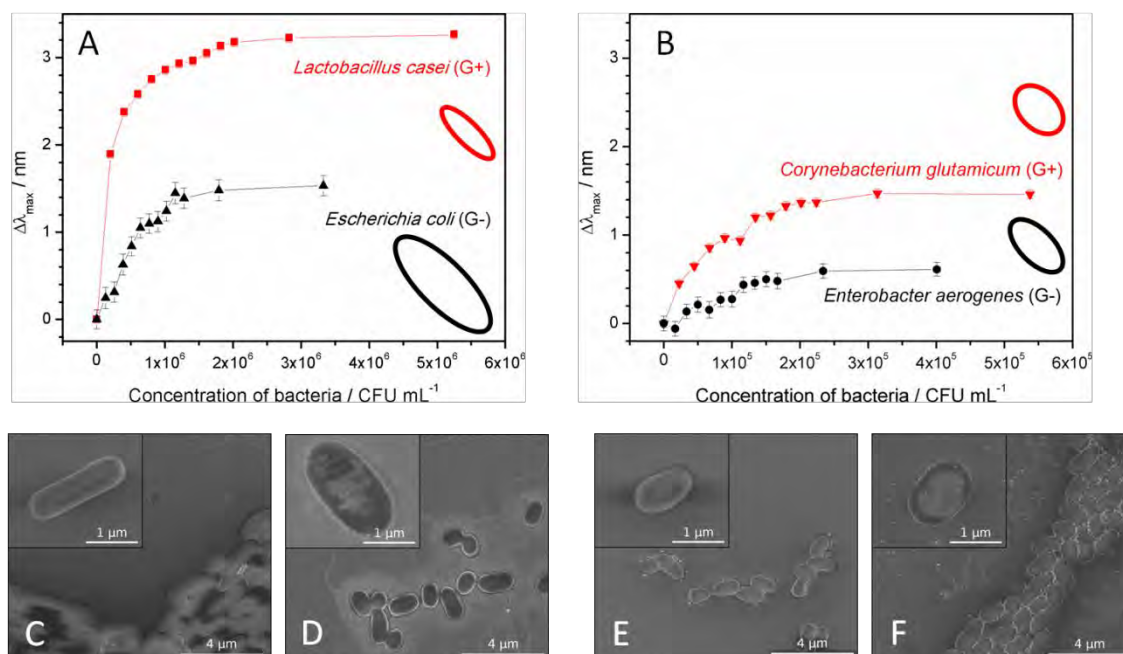 A
3
2
1
0
Δλmax / nm
Lactobacillus casei (G+)
Escherichia coli (G-)
0
1x10⁶
2x10⁶
3x10⁶
4x10⁶
5x10⁶
6x10⁶
Concentration of bacteria / CFU mL⁻¹
B
3
2
1
0
Δλmax / nm
Corynebacterium glutamicum (G+)
Enterobacter aerogenes (G-)
0
1x10⁵
2x10⁵
3x10⁵
4x10⁵
5x10⁵
6x10⁵
Concentration of bacteria / CFU mL⁻¹
1 µm
C
4 µm
1 µm
D
4 µm
1 µm
E
4 µm
1 µm
F
4 µm